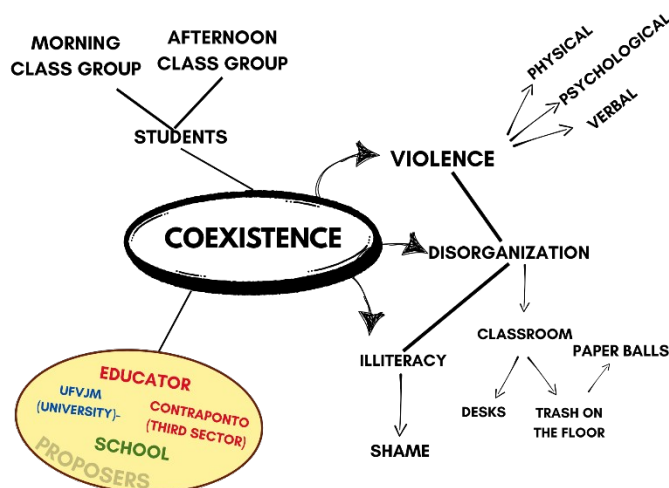 MORNING
CLASS GROUP
AFTERNOON
CLASS GROUP
STUDENTS
PHYSICAL
PSYCHOLOGICAL
VERBAL
VIOLENCE
COEXISTENCE
DISORGANIZATION
CLASSROOM
PAPER BALLS
ILLITERACY
DESKS
TRASH ON
THE FLOOR
SHAME
EDUCATOR
UFVJM
(UNIVERSITY)-
CONTRAPONTO
(THIRD SECTOR)
SCHOOL
PROPOSERS